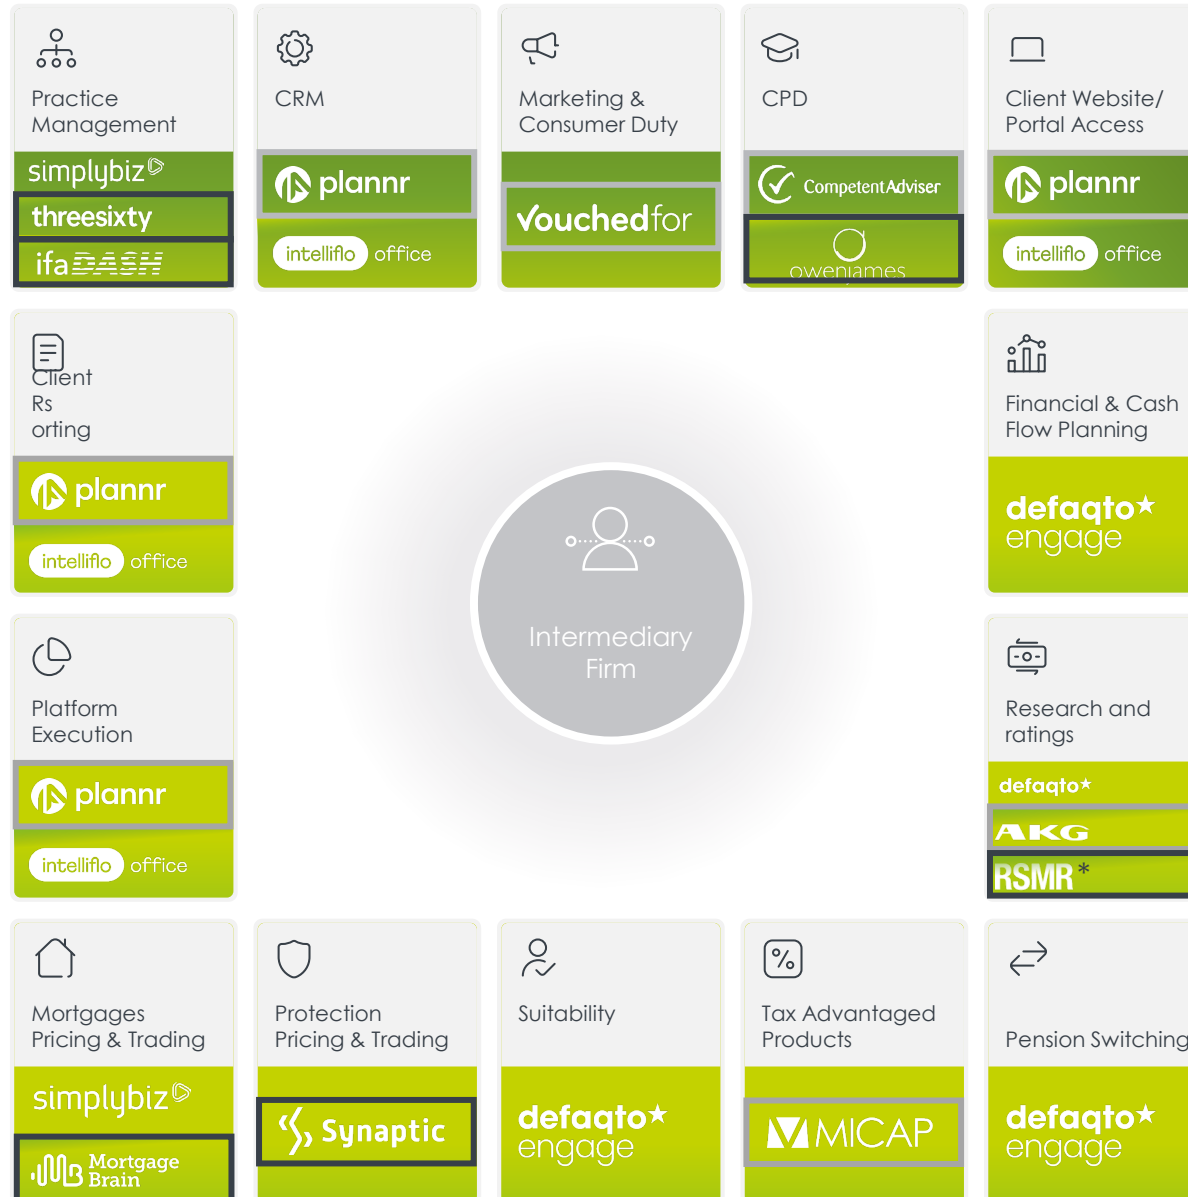 Practice
Management
simplybiz
threesixty
ifaDASH
CRM
plannr
intelliflo office
Marketing &
Consumer Duty
Vouchedfor
CPD
CompetentAdviser
owenjames
Client Website/
Portal Access
plannr
intelliflo office
Client
Rs
orting
plannr
intelliflo office
Financial & Cash
Flow Planning
defaqto
engage
Intermediary
Firm
Platform
Execution
plannr
intelliflo office
Research and
ratings
defaqto
AKG
RSMR*
Mortgages
Pricing & Trading
simplybiz
Mortgage
Brain
Protection
Pricing & Trading
Synaptic
Suitability
defaqto
engage
%
Tax Advantaged
Products
MICAP
Pension Switching
defaqto
engage